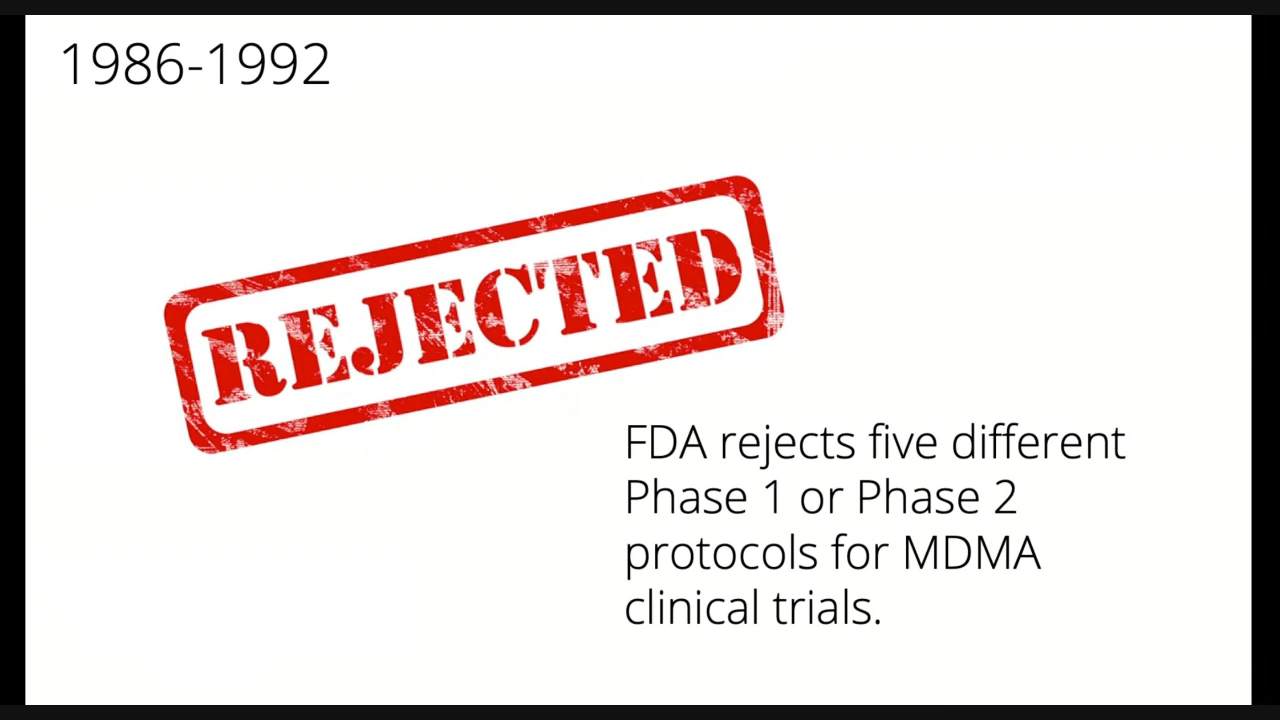 1986-1992
REJECTED
FDA rejects five different
Phase 1 or Phase 2
protocols for MDMA
clinical trials.